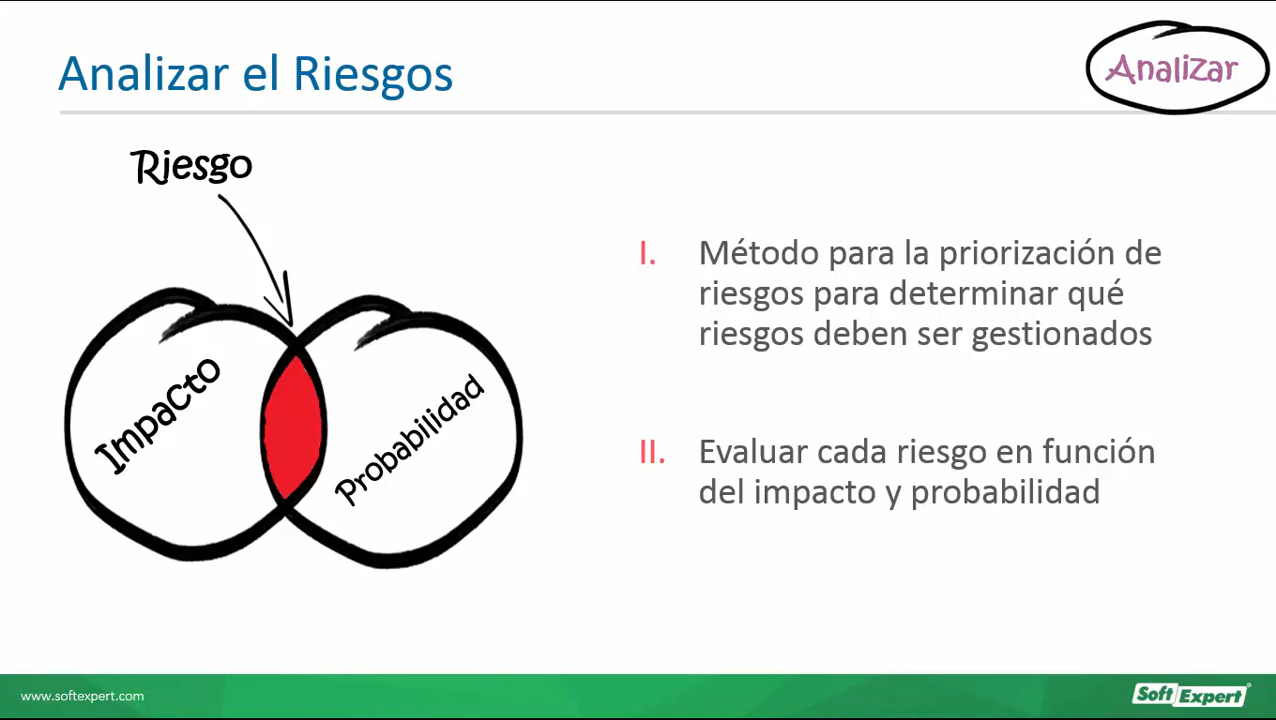 Analizar el Riesgos
Analizar
Riesgo
Impacto
Probabilidad
I. Método para la priorización de
riesgos para determinar qué
riesgos deben ser gestionados
II. Evaluar cada riesgo en función
del impacto y probabilidad
www.softexpert.com
SoftExpert®